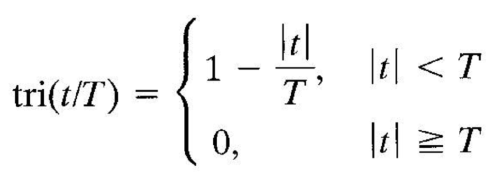 tri(t/T) = { 1 - |t|/T, |t| < T
0, |t| ≧ T